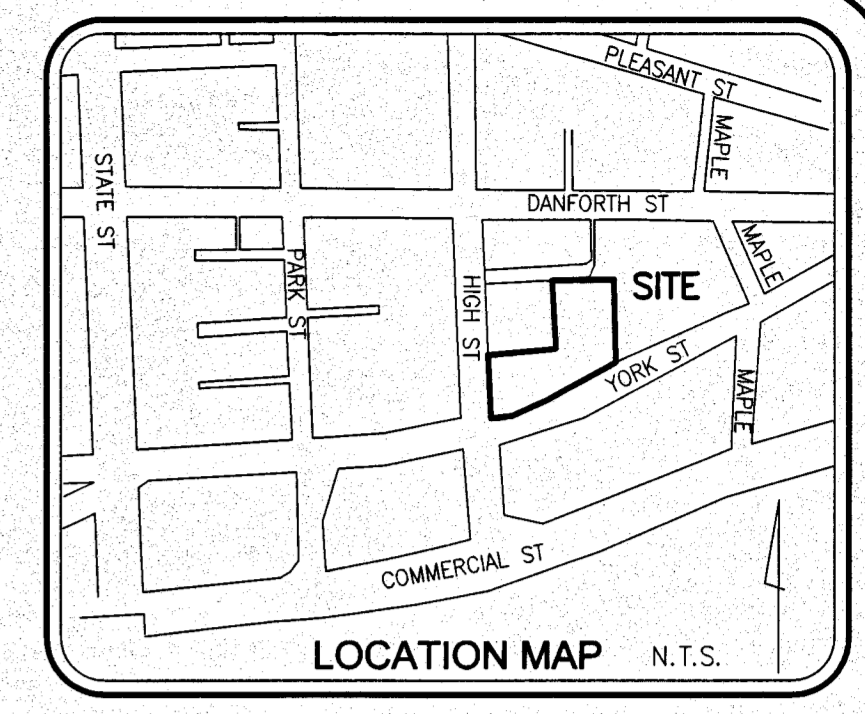 PLEASANT ST
MAPLE
STATE ST
DANFORTH ST
MAPLE
PARK ST
HIGH ST
SITE
YORK ST
MAPLE
COMMERCIAL ST
LOCATION MAP N.T.S.